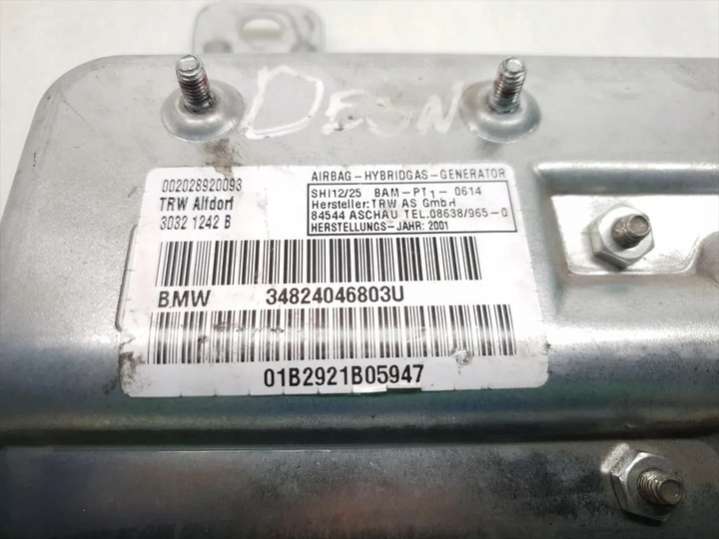 DESN
002028920093
TRW Alfdorf
3032 1242 B
AIRBAG-HYBRIDGAS-GENERATOR
SHI12/25 BAM-PT1- 0614
Hersteller:TRW AS GmbH
84544 ASCHAU TEL.08638/965-0
HERSTELLUNGS-JAHR: 2001
BMW 34824046803U
01B2921B05947